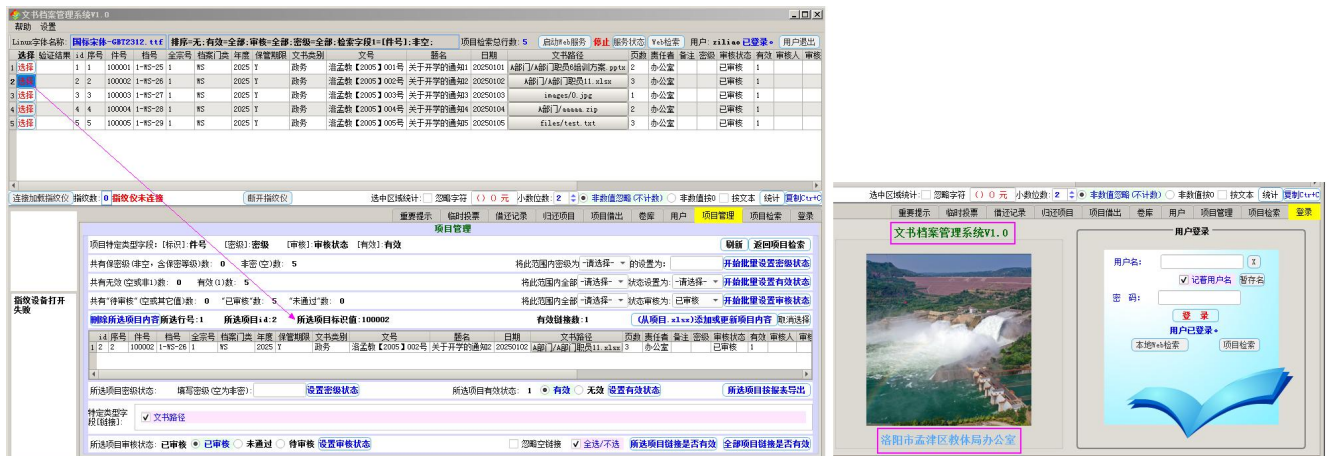 文书档案管理系统V1.0
帮助 设置
Linux字体名称: 国标宋体-GBT2312.ttf 排序=无;有效=全部;审核=全部;密级=全部;检索字段1=[件号];非空; 项目检索总行数: 5 启动Web服务 停止 服务状态 Web检索 用户: ziliao 已登录。 用户退出
选择 验证结果 id 序号 件号 档号 全宗号 档案门类 年度 保管期限 文书类别 文号 题名 日期 文书路径 页数 责任者 备注 密级 审核状态 有效 审核人 审核
1 选择 1 1 100001 1-WS-25 1 WS 2025 Y 政务 洛孟教【2005】001号 关于开学的通知1 20250101 A部门/A部门职员6培训方案.pptx 2 办公室 已审核 1
2 选择 2 2 100002 1-WS-26 1 WS 2025 Y 政务 洛孟教【2005】002号 关于开学的通知2 20250102 A部门/A部门职员11.xlsx 3 办公室 已审核 1
3 选择 3 3 100003 1-WS-27 1 WS 2025 Y 政务 洛孟教【2005】003号 关于开学的通知3 20250103 images/0.jpg 1 办公室 已审核 1
4 选择 4 4 100004 1-WS-28 1 WS 2025 Y 政务 洛孟教【2005】004号 关于开学的通知4 20250104 A部门/aaaaa.zip 2 办公室 已审核 1
5 选择 5 5 100005 1-WS-29 1 WS 2025 Y 政务 洛孟教【2005】005号 关于开学的通知5 20250105 files/test.txt 3 办公室 已审核 1
连接加载指纹仪 指纹数: 0 指纹仪未连接 断开指纹仪 选中区域统计: 忽略字符 () () 元 小数位数: 2 非数值忽略(不计数) 非数值按0 按文本 统计 复制Ctr+C
重要提示 临时投票 借还记录 归还项目 项目借出 卷库 用户 项目管理 项目检索 登录
指纹设备打开失败
项目管理
项目特定类型字段: [标识]:件号 [密级]:密级 [审核]:审核状态 [有效]:有效 刷新 返回项目检索
共有保密级(非空,含保密等级)数: 0 非密(空)数: 5 将此范围内密级为 -请选择- 的设置为: 开始批里设置密级状态
共有无效(空或非1)数: 0 有效(1)数: 5 将此范围内全部 -请选择- 状态设置为: -请选择- 开始批里设置有效状态
共有"待审核"(空或其它值)数: 0 "已审核"数: 5 "未通过"数: 0 将此范围内全部 -请选择- 状态审核为: 已审核 开始批里设置审核状态
删除所选项目内容 所选行号:1 所选项目id:2 所选项目标识值:100002 有效链接数:1 (从项目.xlsx)添加或更新项目内容 取消选择
id 序号 件号 档号 全宗号 档案门类 年度 保管期限 文书类别 文号 题名 日期 文书路径 页数 责任者 备注 密级 审核状态 有效 审核人 审核
1 2 2 100002 1-WS-26 1 WS 2025 Y 政务 洛孟教【2005】002号 关于开学的通知2 20250102 A部门/A部门职员11.xlsx 3 办公室 已审核 1
所选项目密级状态: 填写密级(空为非密): 设置密级状态 所选项目有效状态: 1 有效 无效 设置有效状态 所选项目按报表导出
特定类型字段[链接]: 文书路径
所选项目审核状态: 已审核 已审核 未通过 待审核 设置审核状态 忽略空链接 全选/不选 所选项目链接是否有效 全部项目链接是否有效
选中区域统计: 忽略字符 () () 元 小数位数: 2 非数值忽略(不计数) 非数值按0 按文本 统计 复制Ctr+C
重要提示 临时投票 借还记录 归还项目 项目借出 卷库 用户 项目管理 项目检索 登录
文书档案管理系统V1.0
洛阳市孟津区教体局办公室
用户登录
用户名: X
记着用户名 暂存名
密 码:
登 录
用户已登录。
本地Web检索 项目检索